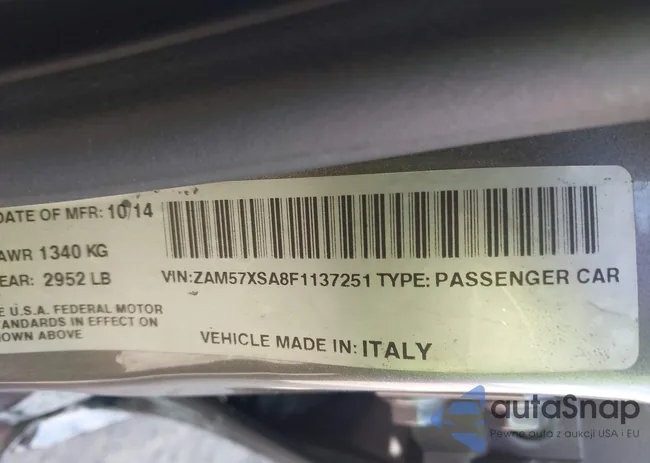 DATE OF MFR: 10/14
AWR 1340 KG
EAR: 2952 LB
VIN:ZAM57XSA8F1137251 TYPE: PASSENGER CAR
E U.S.A. FEDERAL MOTOR
TANDARDS IN EFFECT ON
OWN ABOVE
VEHICLE MADE IN: ITALY
autaSnap
Pewne auta z aukcji USA i EU